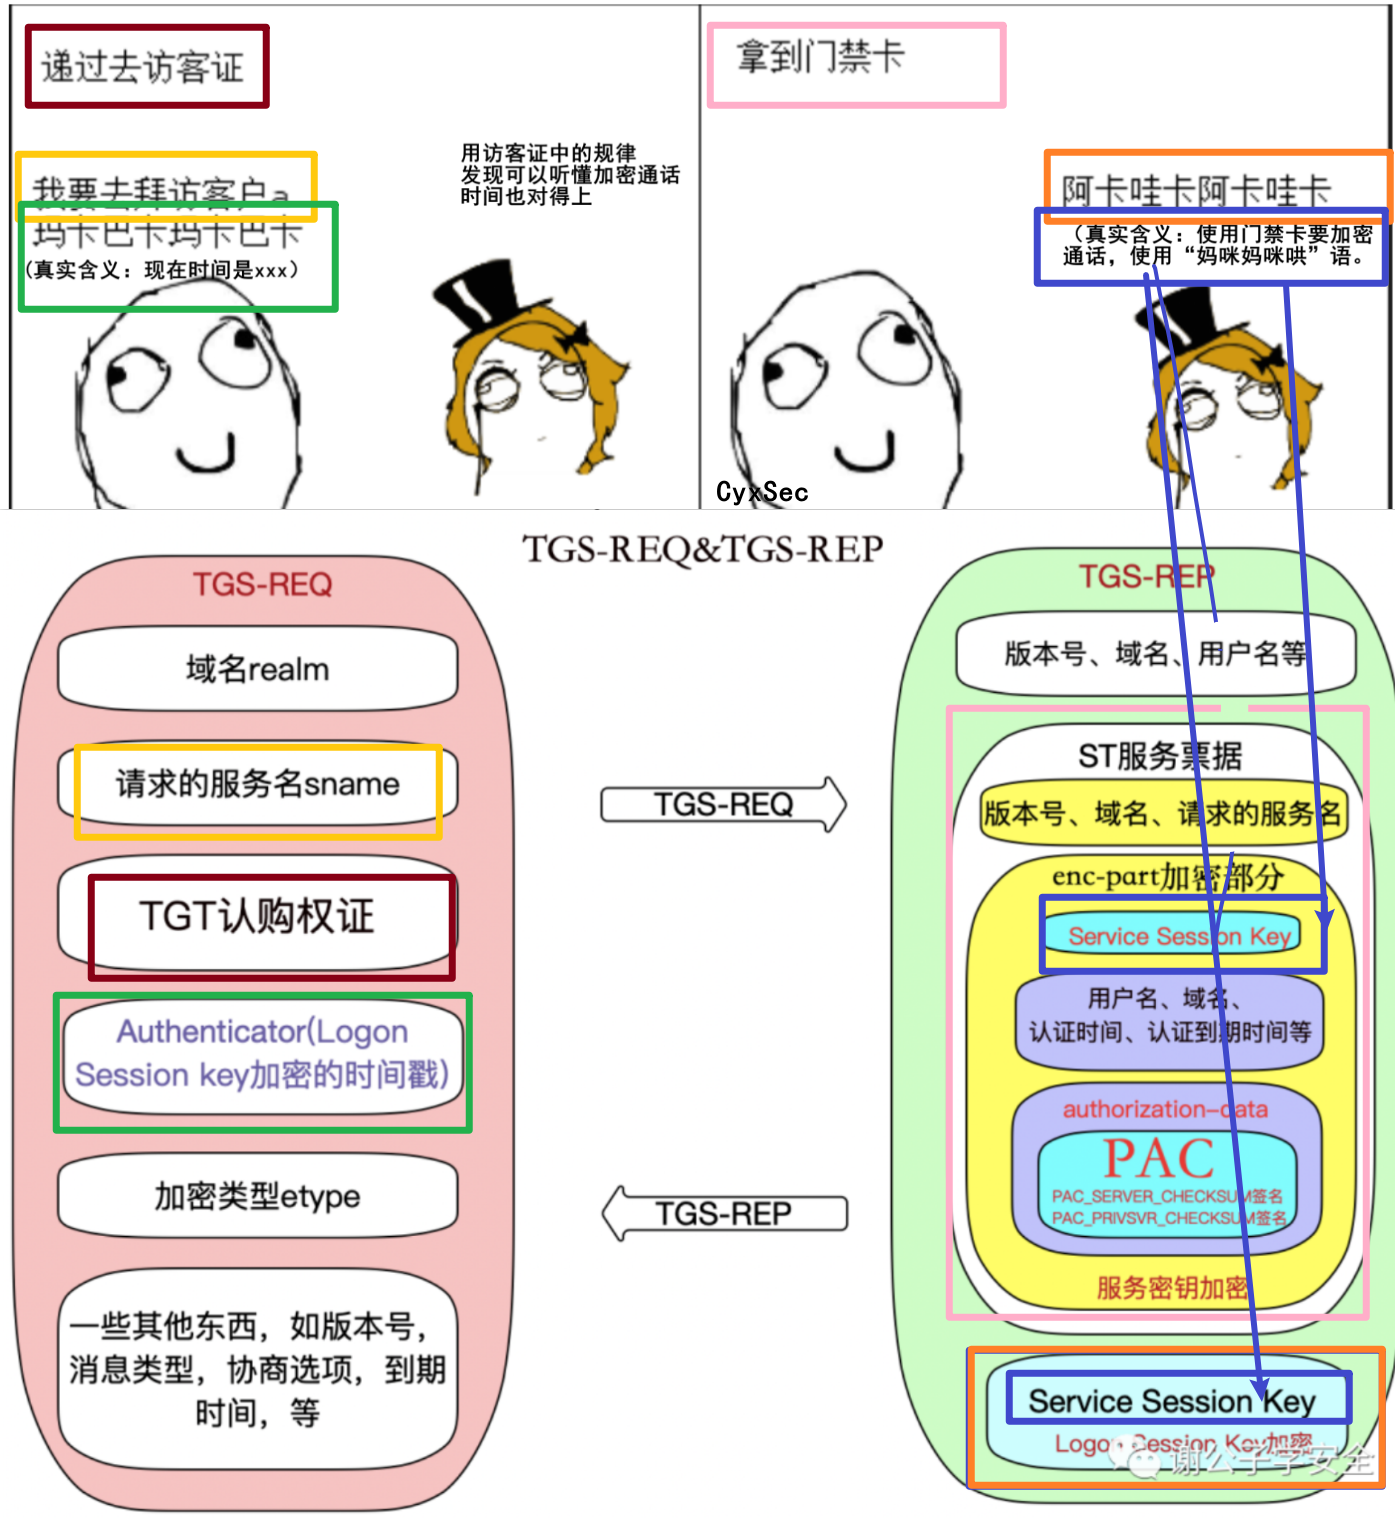 递过去访客证
我要去拜访客户a
玛卡巴卡玛卡巴卡
(真实含义：现在时间是xxx)
用访客证中的规律
发现可以听懂加密通话
时间也对得上
拿到门禁卡
阿卡哇卡阿卡哇卡
（真实含义：使用门禁卡要加密
通话，使用“妈咪妈咪哄”语。
CyxSec
TGS-REQ&TGS-REP
TGS-REQ
域名realm
请求的服务名sname
TGT认购权证
Authenticator(Logon
Session key加密的时间戳)
加密类型etype
一些其他东西，如版本号，
消息类型，协商选项，到期
时间，等
TGS-REQ
TGS-REP
TGS-REP
版本号、域名、用户名等
ST服务票据
版本号、域名、请求的服务名
enc-part加密部分
Service Session Key
用户名、域名、
认证时间、认证到期时间等
authorization-data
PAC
PAC_SERVER_CHECKSUM签名
PAC_PRIVSVR_CHECKSUM签名
服务密钥加密
Service Session Key
Logon Session Key加密
谢公子学安全